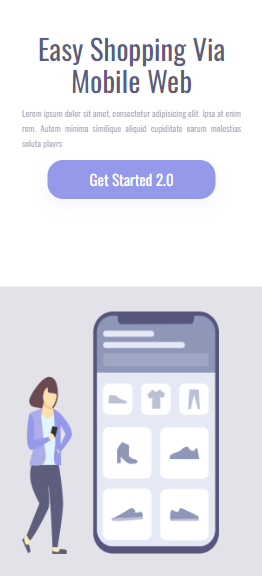 Easy Shopping Via
Mobile Web
Lorem ipsum dolor sit amet, consectetur adipisicing elit. Ipsa at enim
rem. Autem minima similique aliquid cupiditate earum molestias
soluta playrs
Get Started 2.0